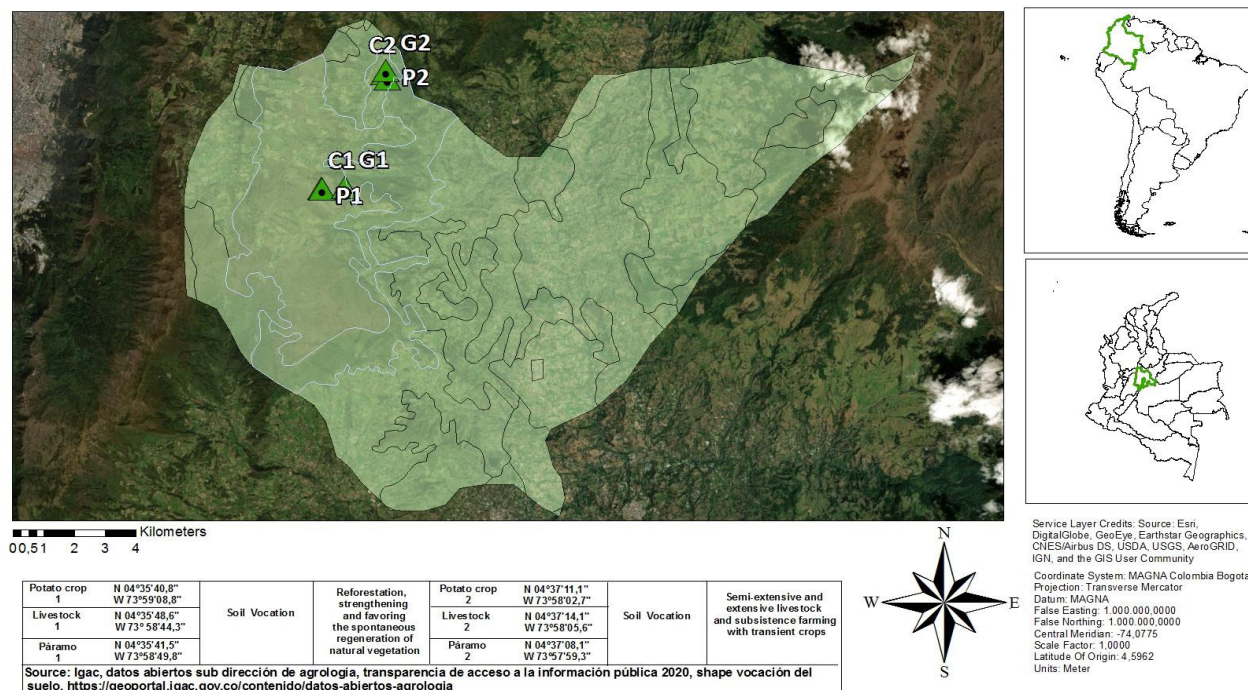 C2 G2
P2
C1 G1
P1
Kilometers
0 0,5 1 2 3 4
Potato crop 1
N 04°35'40,8"
W 73°59'08,8"
Livestock 1
N 04°35'48,6"
W 73° 58'44,3"
Páramo 1
N 04°35'41,5"
W 73°58'49,8"
Soil Vocation
Reforestation,
strengthening
and favoring
the spontaneous
regeneration of
natural vegetation
Potato crop 2
N 04°37'11,1"
W 73°58'02,7"
Livestock 2
N 04°37'14,1"
W 73°58'05,6"
Páramo 2
N 04°37'08,1"
W 73°57'59,3"
Soil Vocation
Semi-extensive and
extensive livestock
and subsistence farming
with transient crops
Source: Igac, datos abiertos sub dirección de agrología, transparencia de acceso a la información pública 2020, shape vocación del
suelo. https://geoportal.igac.gov.co/contenido/datos-abiertos-agrologia
N
W
E
S
Service Layer Credits: Source: Esri,
DigitalGlobe, GeoEye, Earthstar Geographics,
CNES/Airbus DS, USDA, USGS, AeroGRID,
IGN, and the GIS User Community
Coordinate System: MAGNA Colombia Bogota
Projection: Transverse Mercator
Datum: MAGNA
False Easting: 1.000.000,0000
False Northing: 1.000.000,0000
Central Meridian: -74,0775
Scale Factor: 1,0000
Latitude Of Origin: 4,5962
Units: Meter